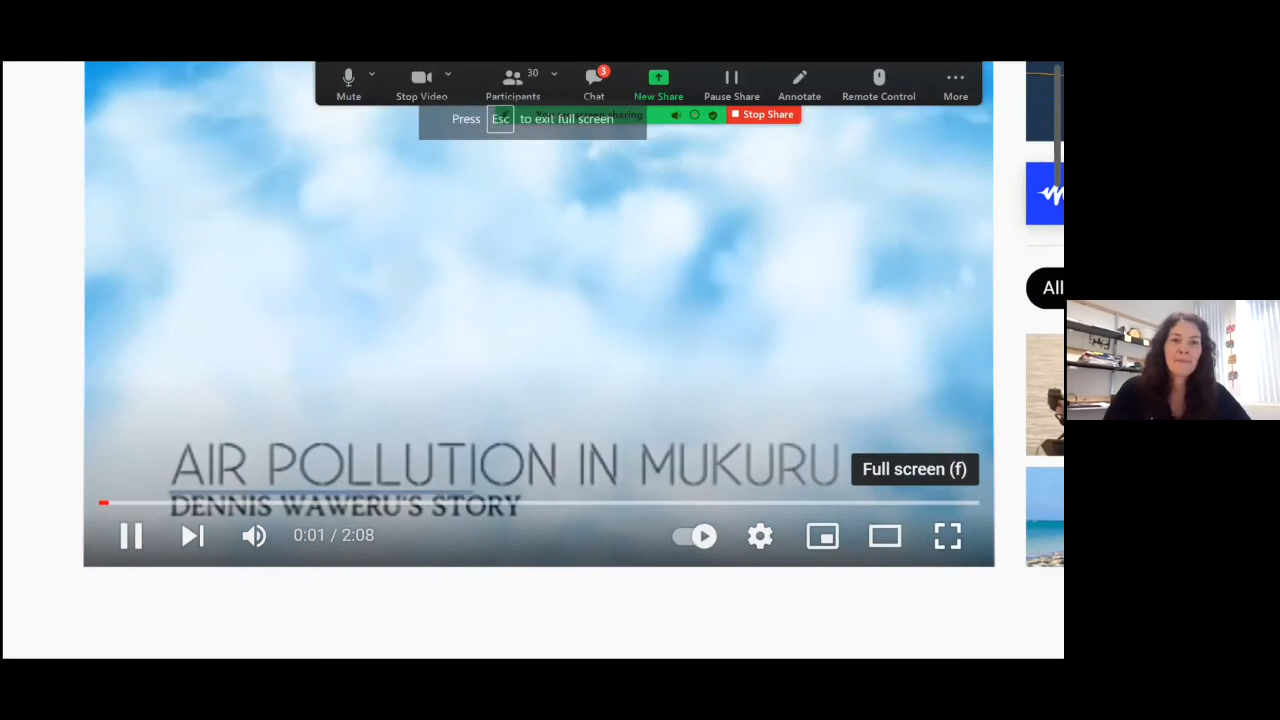 30
3
Mute
Stop Video
Participants
Chat
New Share
Pause Share
Annotate
Remote Control
More
Press Esc to exit full screen
Stop Share
All
AIR POLLUTION IN MUKURU
Full screen (f)
DENNIS WAWERU'S STORY
0:01 / 2:08